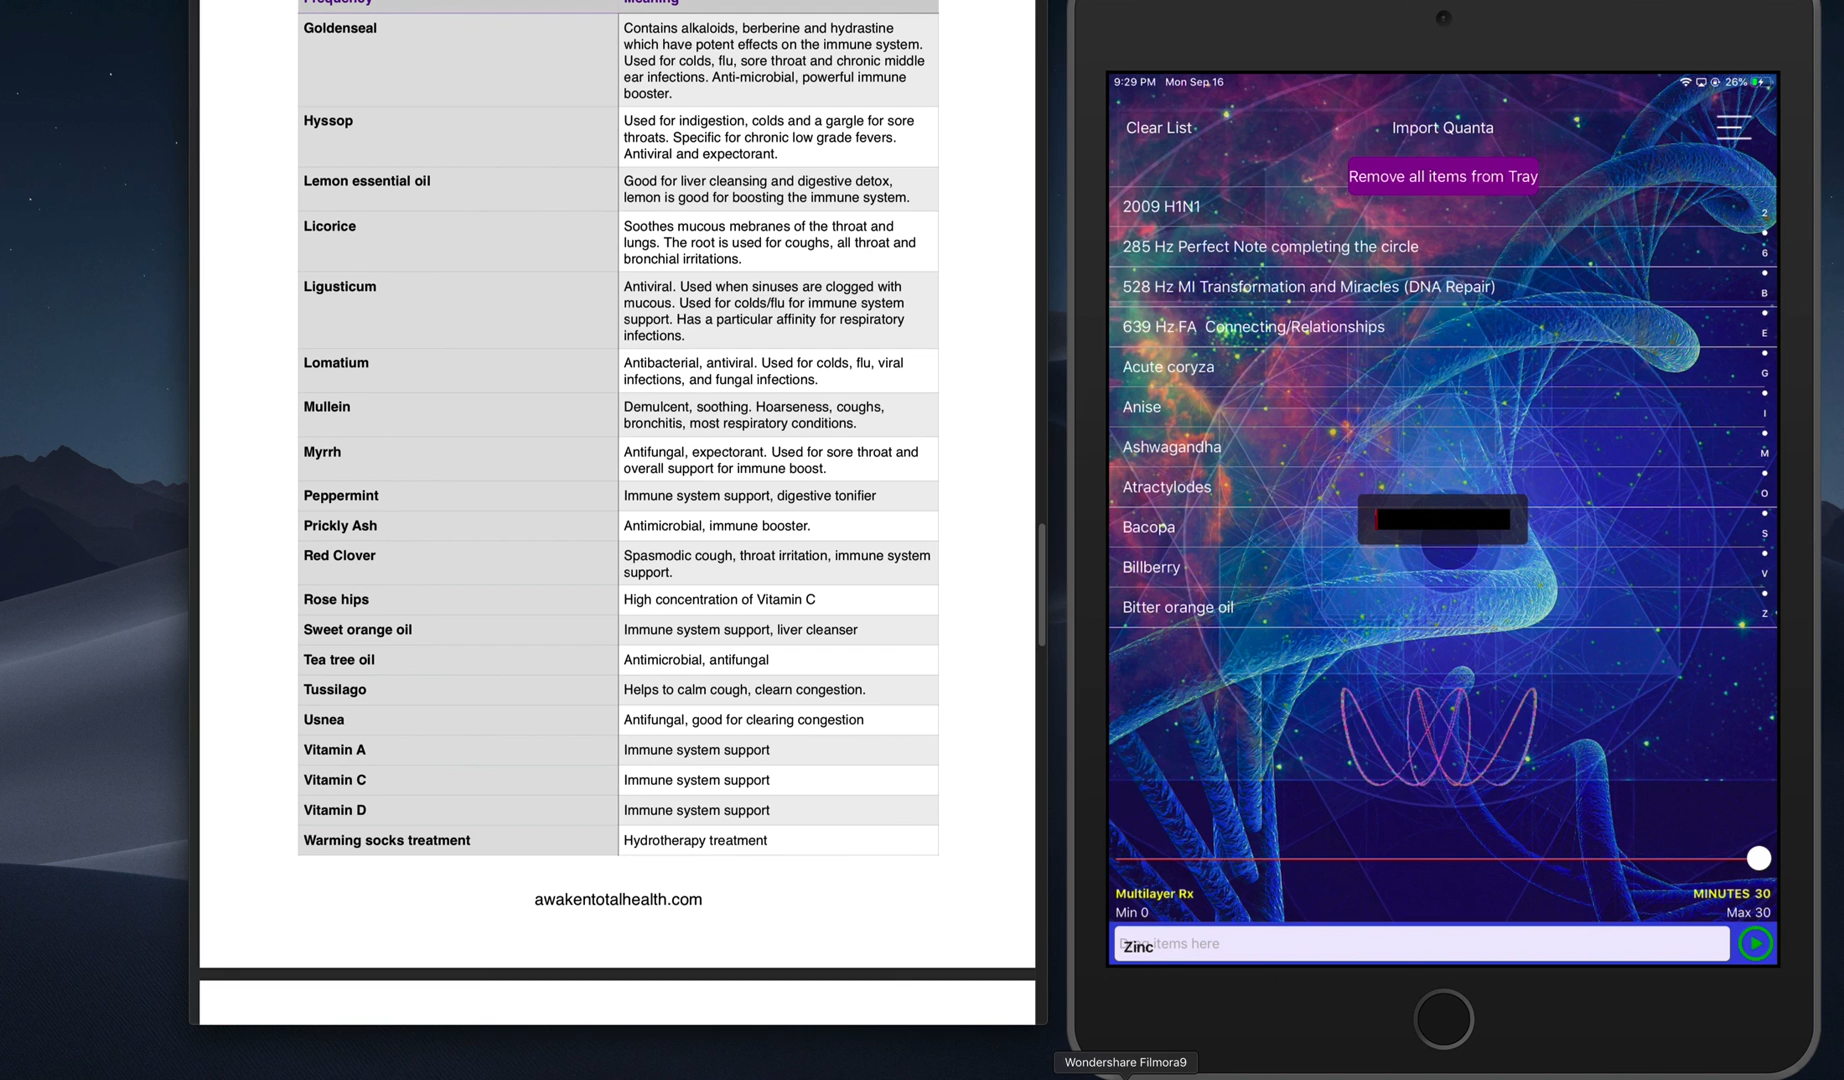 Frequency
Meaning
Goldenseal
Contains alkaloids, berberine and hydrastine
which have potent effects on the immune system.
Used for colds, flu, sore throat and chronic middle
ear infections. Anti-microbial, powerful immune
booster.
Hyssop
Used for indigestion, colds and a gargle for sore
throats. Specific for chronic low grade fevers.
Antiviral and expectorant.
Lemon essential oil
Good for liver cleansing and digestive detox,
lemon is good for boosting the immune system.
Licorice
Soothes mucous mebranes of the throat and
lungs. The root is used for coughs, all throat and
bronchial irritations.
Ligusticum
Antiviral. Used when sinuses are clogged with
mucous. Used for colds/flu for immune system
support. Has a particular affinity for respiratory
infections.
Lomatium
Antibacterial, antiviral. Used for colds, flu, viral
infections, and fungal infections.
Mullein
Demulcent, soothing. Hoarseness, coughs,
bronchitis, most respiratory conditions.
Myrrh
Antifungal, expectorant. Used for sore throat and
overall support for immune boost.
Peppermint
Immune system support, digestive tonifier
Prickly Ash
Antimicrobial, immune booster.
Red Clover
Spasmodic cough, throat irritation, immune system
support.
Rose hips
High concentration of Vitamin C
Sweet orange oil
Immune system support, liver cleanser
Tea tree oil
Antimicrobial, antifungal
Tussilago
Helps to calm cough, clearn congestion.
Usnea
Antifungal, good for clearing congestion
Vitamin A
Immune system support
Vitamin C
Immune system support
Vitamin D
Immune system support
Warming socks treatment
Hydrotherapy treatment
awakentotalhealth.com
9:29 PM Mon Sep 16
26%
Clear List
Import Quanta
Remove all items from Tray
2009 H1N1
285 Hz Perfect Note completing the circle
528 Hz MI Transformation and Miracles (DNA Repair)
639 Hz FA Connecting/Relationships
Acute coryza
Anise
Ashwagandha
Atractylodes
Bacopa
Billberry
Bitter orange oil
2
6
B
E
G
I
M
O
S
V
Z
Multilayer Rx
MINUTES 30
Min 0
Max 30
items here
Zinc
Wondershare Filmora9